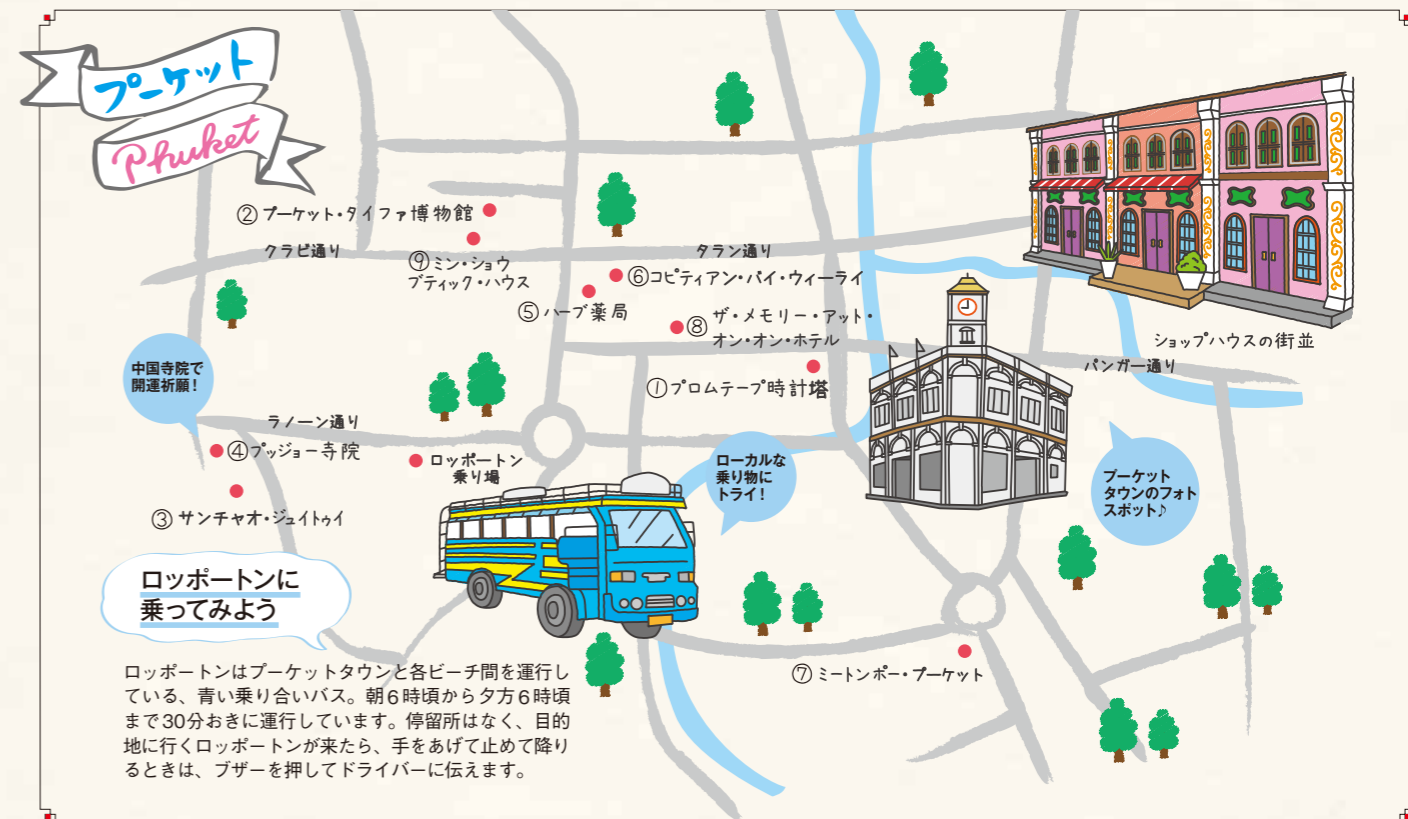 プーケット
Phuket
②プーケット・タイファ博物館
クラビ通り
⑨ミン・ショウ
ブティック・ハウス
タラン通り
⑥コピティアン・バイ・ウィーライ
⑤ハーブ薬局
⑧ザ・メモリー・アット・
オン・オン・ホテル
①プロムテープ時計塔
ショップハウスの街並
パンガー通り
中国寺院で
開運祈願！
ラノーン通り
④プッジョー寺院
ロッポートン
乗り場
③サンチャオ・ジュイトゥイ
ローカルな
乗り物に
トライ！
プーケット
タウンのフォト
スポット♪
⑦ミートンポー・プーケット
ロッポートンに
乗ってみよう
ロッポートンはプーケットタウンと各ビーチ間を運行し
ている、青い乗り合いバス。朝6時頃から夕方6時頃
まで30分おきに運行しています。停留所はなく、目的
地に行くロッポートンが来たら、手をあげて止めて降り
るときは、ブザーを押してドライバーに伝えます。